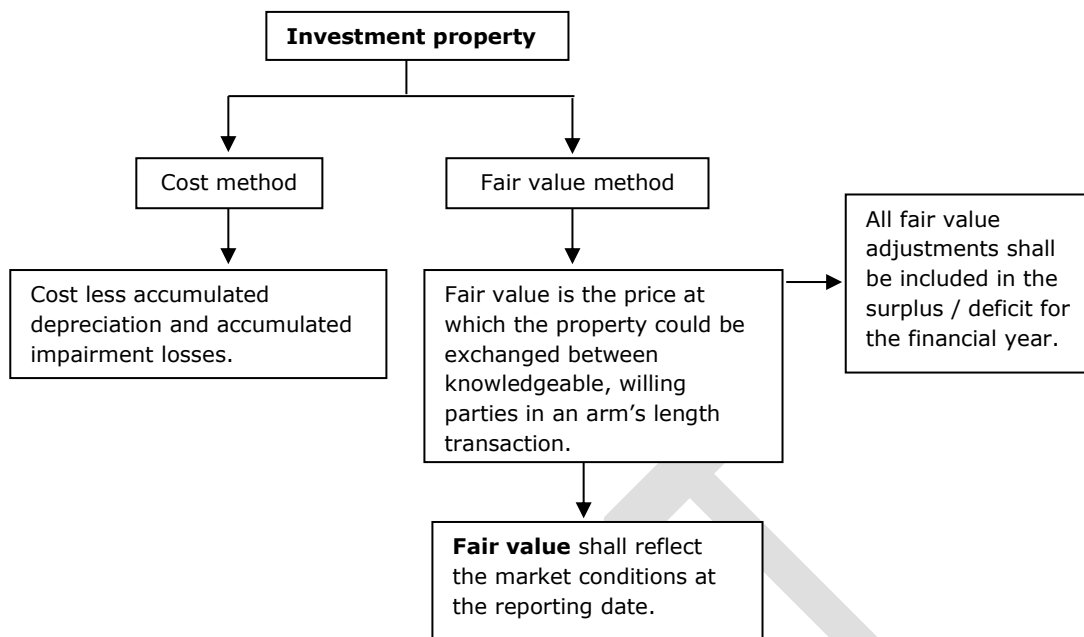 Investment property
Cost method
Fair value method
Cost less accumulated
depreciation and accumulated
impairment losses.
Fair value is the price at
which the property could be
exchanged between
knowledgeable, willing
parties in an arm’s length
transaction.
All fair value
adjustments shall
be included in the
surplus / deficit for
the financial year.
Fair value shall reflect
the market conditions at
the reporting date.